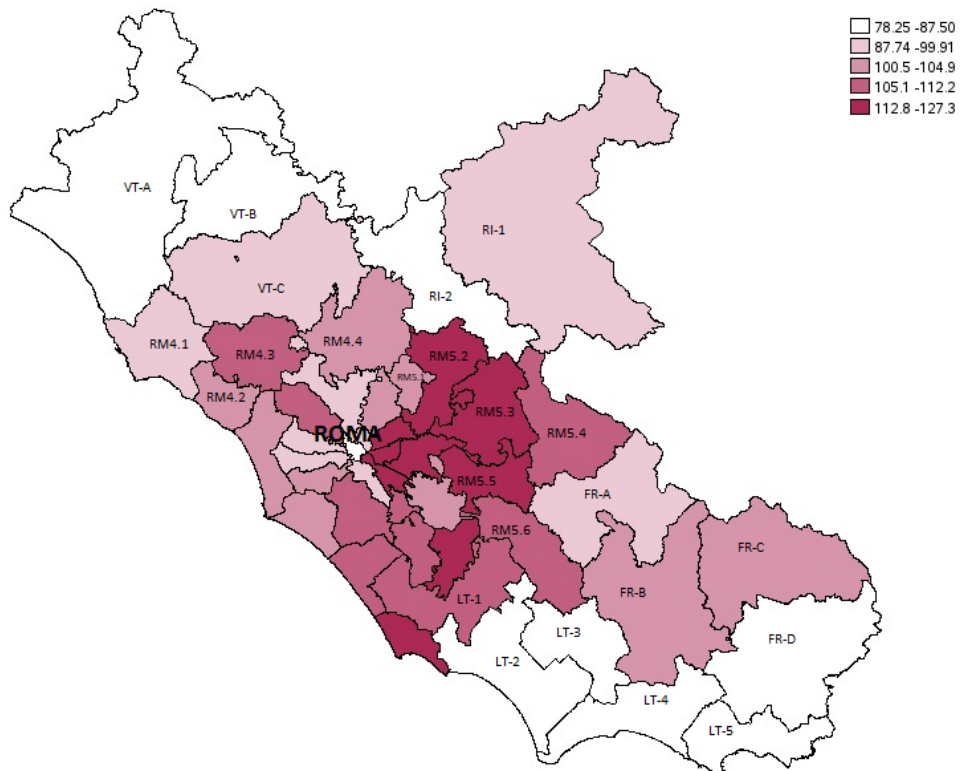 78.25 -87.50
87.74 -99.91
100.5 -104.9
105.1 -112.2
112.8 -127.3
VT-A
VT-B
RI-1
VT-C
RI-2
RM4.1
RM4.3
RM4.4
RM5.2
RM4.2
RM5.3
ROMA
RM5.4
RM5.5
FR-A
RM5.6
FR-C
LT-1
FR-B
LT-3
FR-D
LT-2
LT-4
LT-5